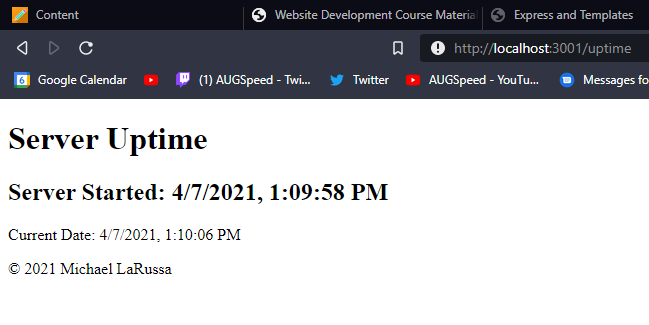 Content Website Development Course Material Express and Templates
http://localhost:3001/uptime
6 Google Calendar (1) AUGSpeed - Twi... Twitter AUGSpeed - YouTu... Messages fo
Server Uptime
Server Started: 4/7/2021, 1:09:58 PM
Current Date: 4/7/2021, 1:10:06 PM
© 2021 Michael LaRussa